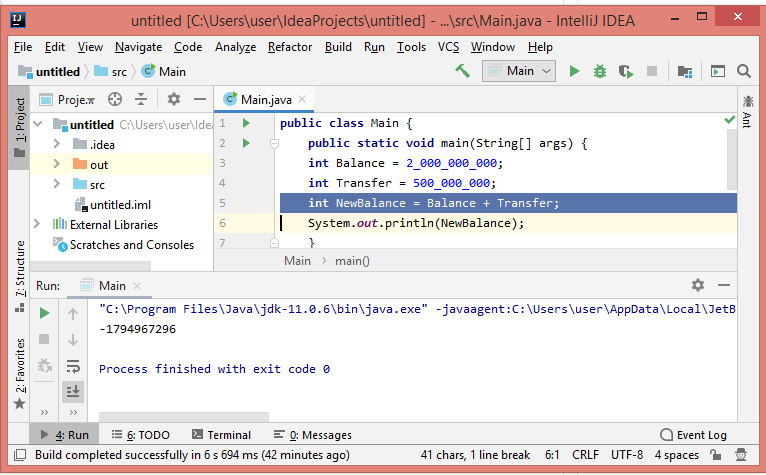 untitled [C:\Users\user\IdeaProjects\untitled] - ...\src\Main.java - IntelliJ IDEA
File Edit View Navigate Code Analyze Refactor Build Run Tools VCS Window Help
untitled src Main Main
1: Project
Proje...
Main.java
Ant
untitled C:\Users\user\Idea
.idea
out
src
untitled.iml
External Libraries
Scratches and Consoles
1 public class Main {
2 public static void main(String[] args) {
3 int Balance = 2_000_000_000;
4 int Transfer = 500_000_000;
5 int NewBalance = Balance + Transfer;
6 System.out.println(NewBalance);
7 }
Main main()
7: Structure
2: Favorites
Run: Main
"C:\Program Files\Java\jdk-11.0.6\bin\java.exe" -javaagent:C:\Users\user\AppData\Local\JetB
-1794967296
Process finished with exit code 0
4: Run 6: TODO Terminal 0: Messages Event Log
Build completed successfully in 6 s 694 ms (42 minutes ago) 41 chars, 1 line break 6:1 CRLF UTF-8 4 spaces